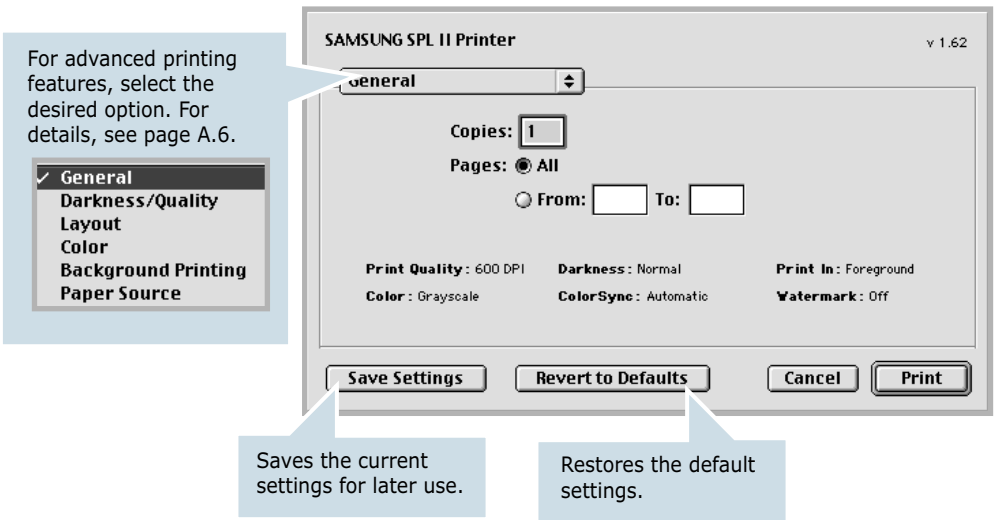 For advanced printing
features, select the
desired option. For
details, see page A.6.
✓ General
Darkness/Quality
Layout
Color
Background Printing
Paper Source
SAMSUNG SPL II Printer
v 1.62
General
Copies: 1
Pages: All
From: To:
Print Quality : 600 DPI Darkness : Normal Print In : Foreground
Color : Grayscale ColorSync : Automatic Watermark : Off
Save Settings Revert to Defaults Cancel Print
Saves the current
settings for later use.
Restores the default
settings.